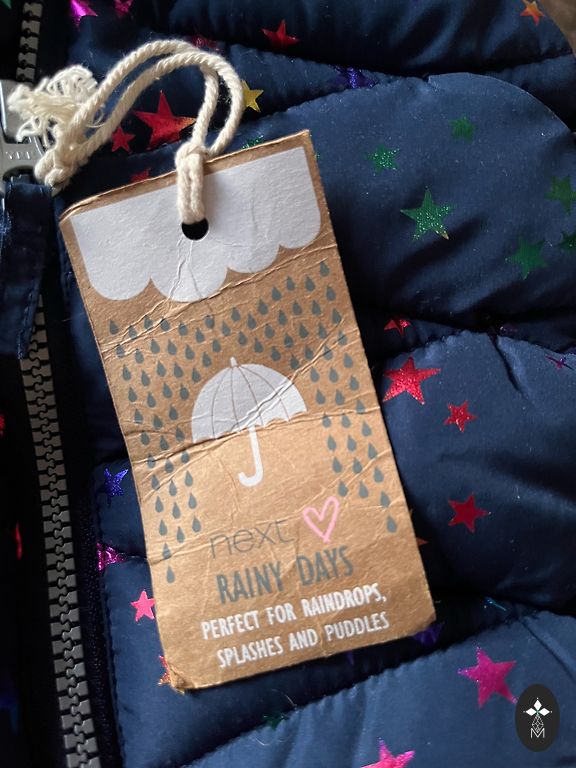 next
RAINY DAYS
PERFECT FOR RAINDROPS,
SPLASHES AND PUDDLES
M